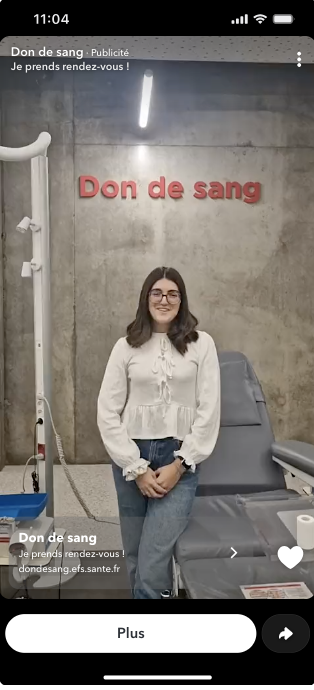 11:04
Don de sang · Publicité
Je prends rendez-vous !
Don de sang
Don de sang
Je prends rendez-vous !
dondesang.efs.sante.fr
Plus